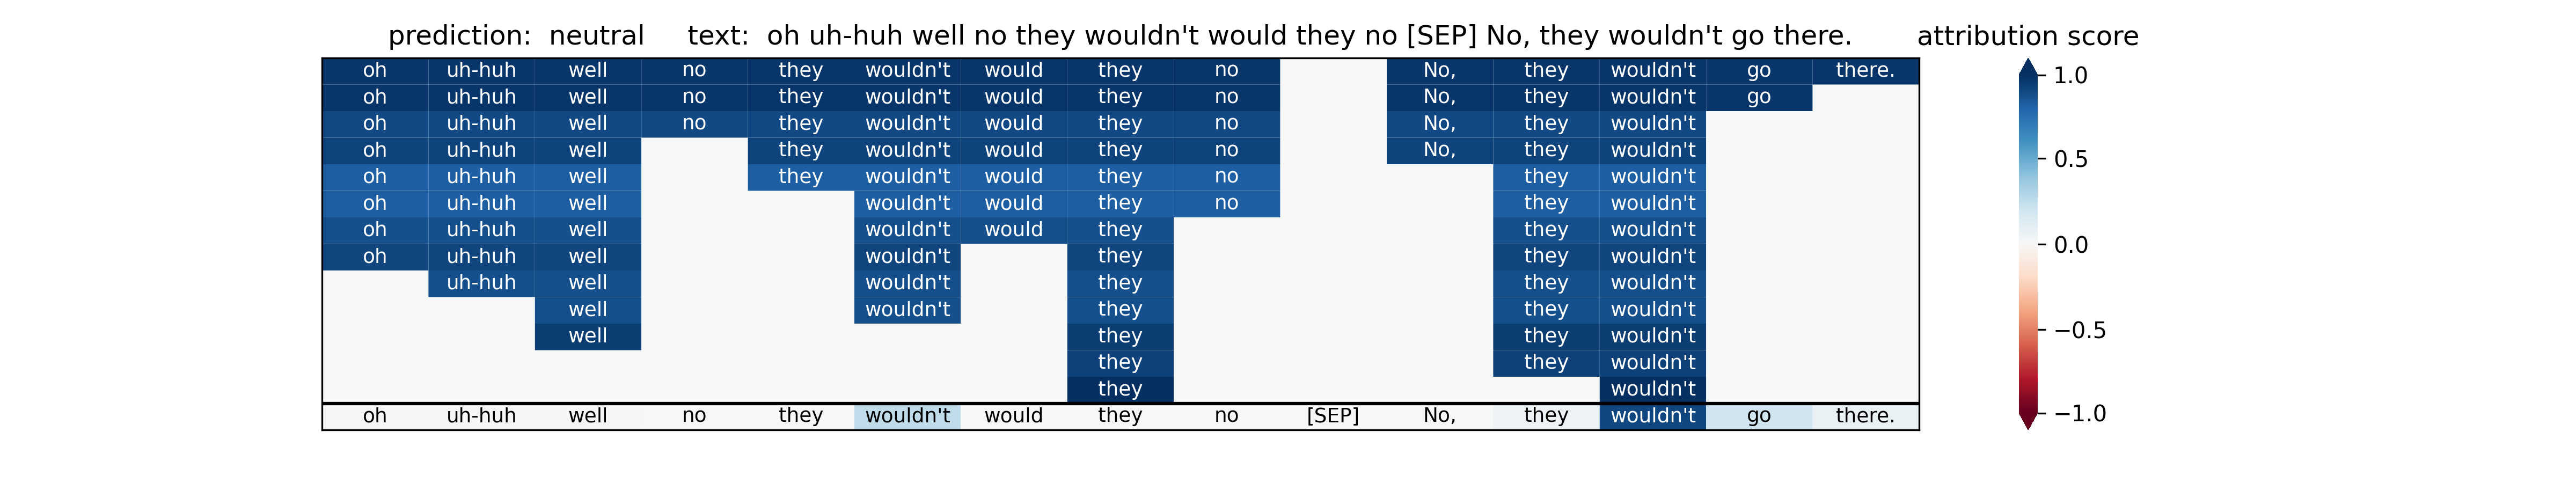 prediction: neutral text: oh uh-huh well no they wouldn't would they no [SEP] No, they wouldn't go there. attribution score
oh uh-huh well no they wouldn't would they no No, they wouldn't go there.
oh uh-huh well no they wouldn't would they no No, they wouldn't go
oh uh-huh well no they wouldn't would they no No, they wouldn't
oh uh-huh well they wouldn't would they no No, they wouldn't
oh uh-huh well they wouldn't would they no they wouldn't
oh uh-huh well wouldn't would they no they wouldn't
oh uh-huh well wouldn't would they they wouldn't
oh uh-huh well wouldn't they they wouldn't
uh-huh well wouldn't they they wouldn't
well wouldn't they they wouldn't
well they they wouldn't
they they wouldn't
they wouldn't
oh uh-huh well no they wouldn't would they no [SEP] No, they wouldn't go there.
1.0
0.5
0.0
−0.5
−1.0